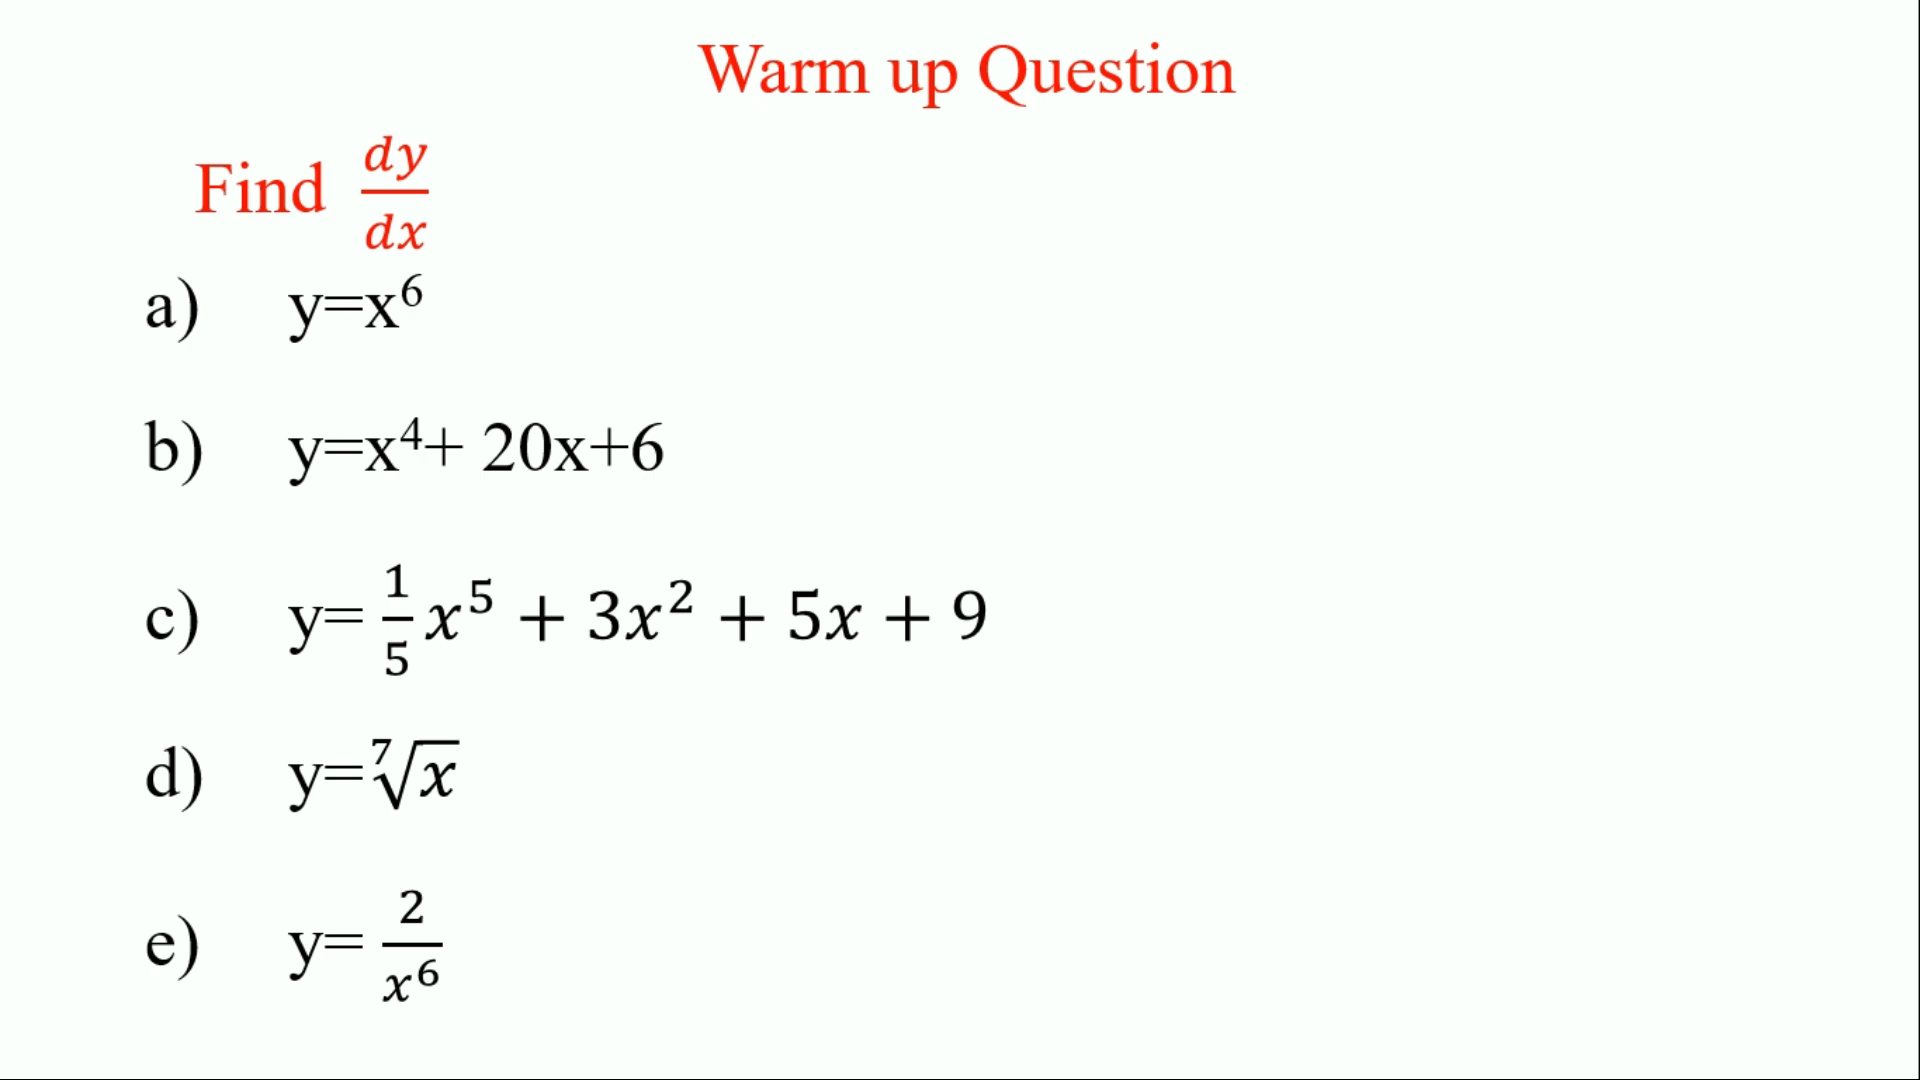 Warm up Question
Find dy/dx
a) y=x⁶
b) y=x⁴+ 20x+6
c) y= 1/5 x⁵ + 3x² + 5x + 9
d) y=⁷√x
e) y= 2/x⁶